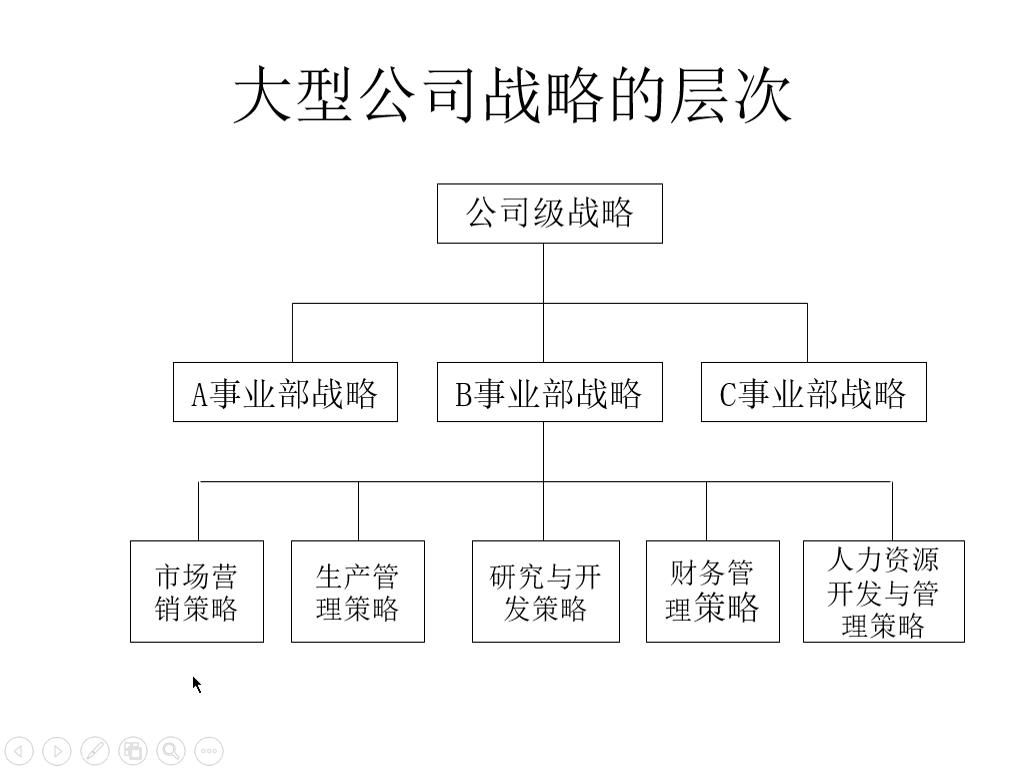 大型公司战略的层次
公司级战略
A事业部战略
B事业部战略
C事业部战略
市场营
销策略
生产管
理策略
研究与开
发策略
财务管
理策略
人力资源
开发与管
理策略